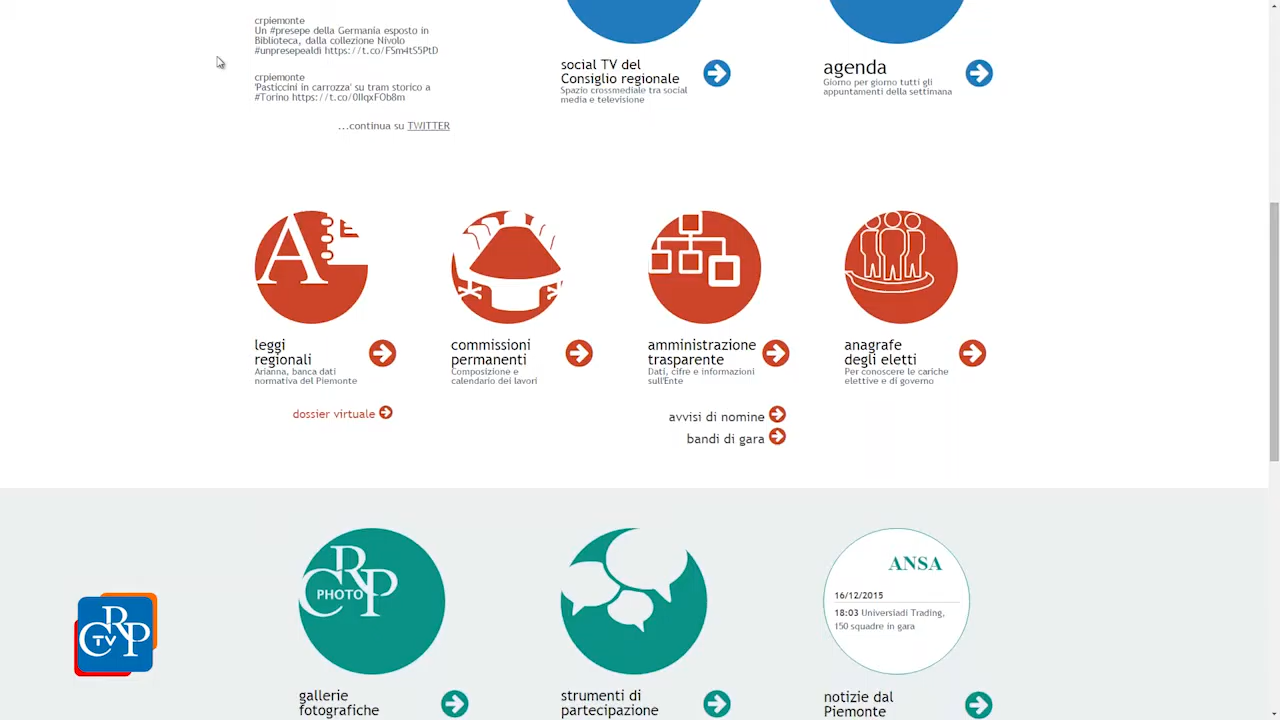 crpiemonte
Un #presepe della Germania esposto in
Biblioteca, dalla collezione Nivolo
#unpresepealdì https://t.co/FSm4tS5PtD
crpiemonte
'Pasticcini in carrozza' su tram storico a
#Torino https://t.co/0IIqxFOb8m
...continua su TWITTER
social TV del
Consiglio regionale
Spazio crossmediale tra social
media e televisione
agenda
Giorno per giorno tutti gli
appuntamenti della settimana
A
leggi
regionali
Arianna, banca dati
normativa del Piemonte
dossier virtuale
commissioni
permanenti
Composizione e
calendario dei lavori
amministrazione
trasparente
Dati, cifre e informazioni
sull'Ente
avvisi di nomine
bandi di gara
anagrafe
degli eletti
Per conoscere le cariche
elettive e di governo
CRP
PHOTO
gallerie
fotografiche
strumenti di
partecipazione
ANSA
16/12/2015
18:03 Universiadi Trading,
150 squadre in gara
notizie dal
Piemonte
CRP
TV